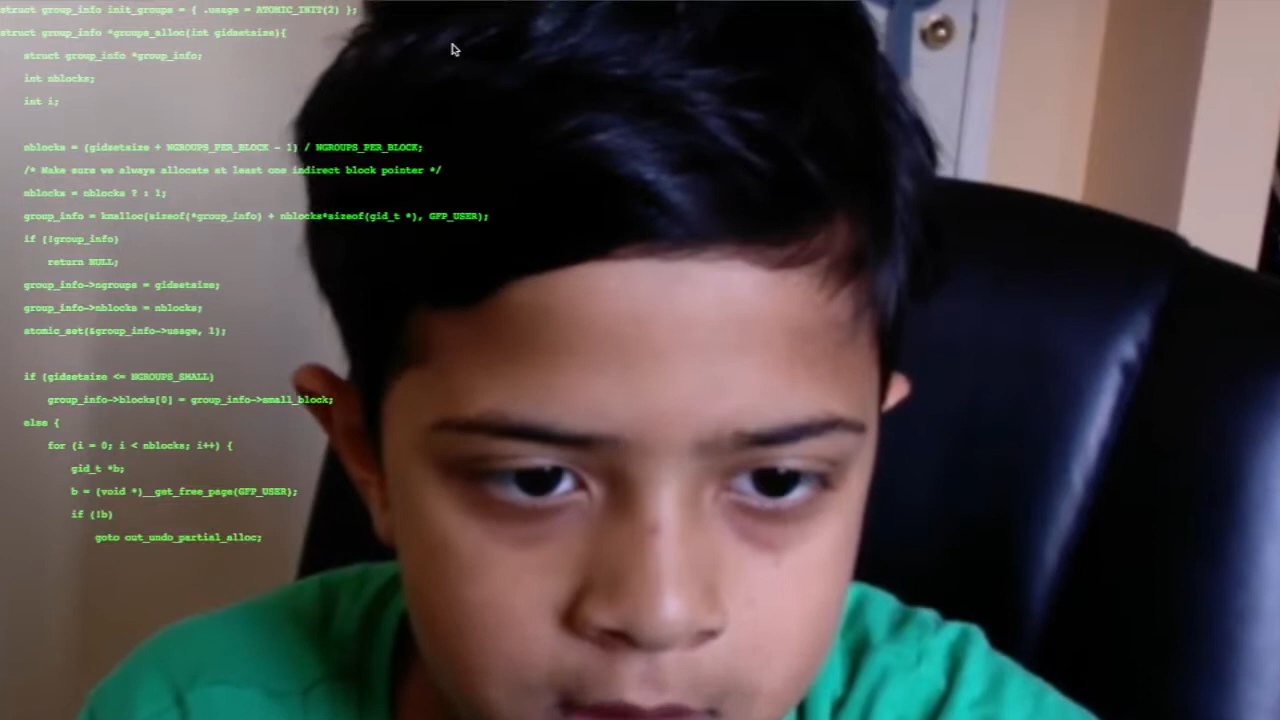 struct group_info init_groups = { .usage = ATOMIC_INIT(2) };
struct group_info *groups_alloc(int gidsetsize){
struct group_info *group_info;
int nblocks;
int i;
nblocks = (gidsetsize + NGROUPS_PER_BLOCK - 1) / NGROUPS_PER_BLOCK;
/* Make sure we always allocate at least one indirect block pointer */
nblocks = nblocks ? : 1;
group_info = kmalloc(sizeof(*group_info) + nblocks*sizeof(gid_t *), GFP_USER);
if (!group_info)
return NULL;
group_info->ngroups = gidsetsize;
group_info->nblocks = nblocks;
atomic_set(&group_info->usage, 1);
if (gidsetsize <= NGROUPS_SMALL)
group_info->blocks[0] = group_info->small_block;
else {
for (i = 0; i < nblocks; i++) {
gid_t *b;
b = (void *)__get_free_page(GFP_USER);
if (!b)
goto out_undo_partial_alloc;